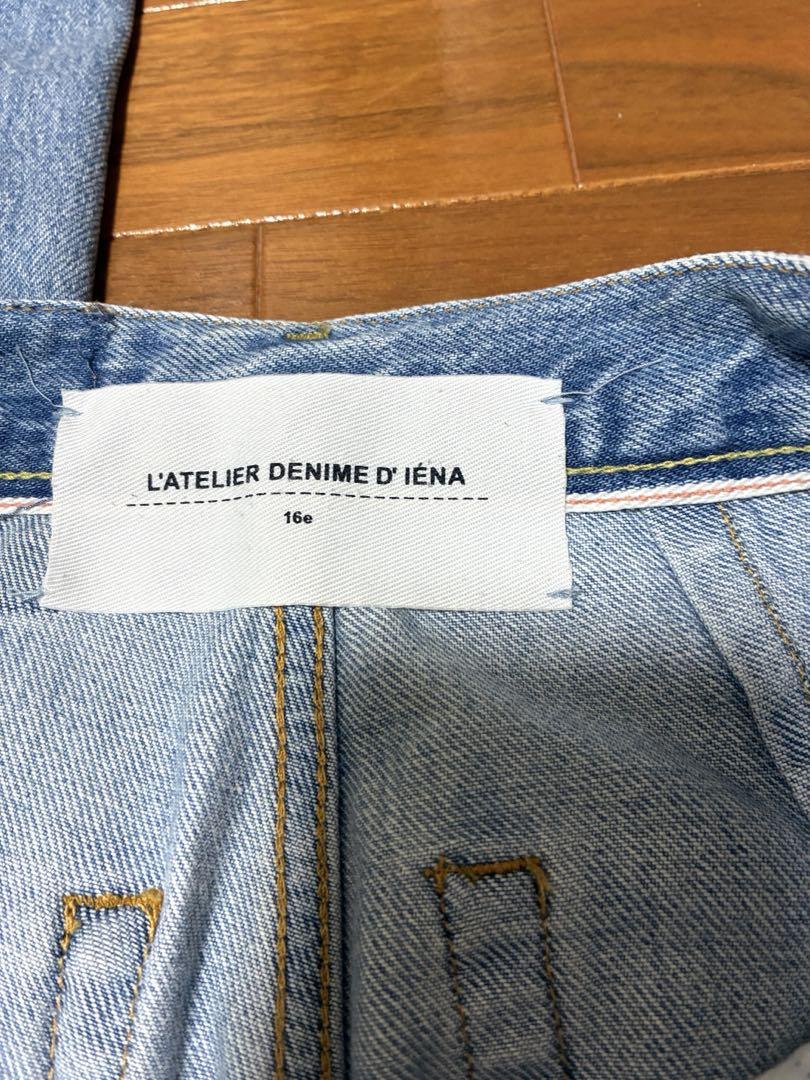 L'ATELIER DENIME D' IÉNA
16e